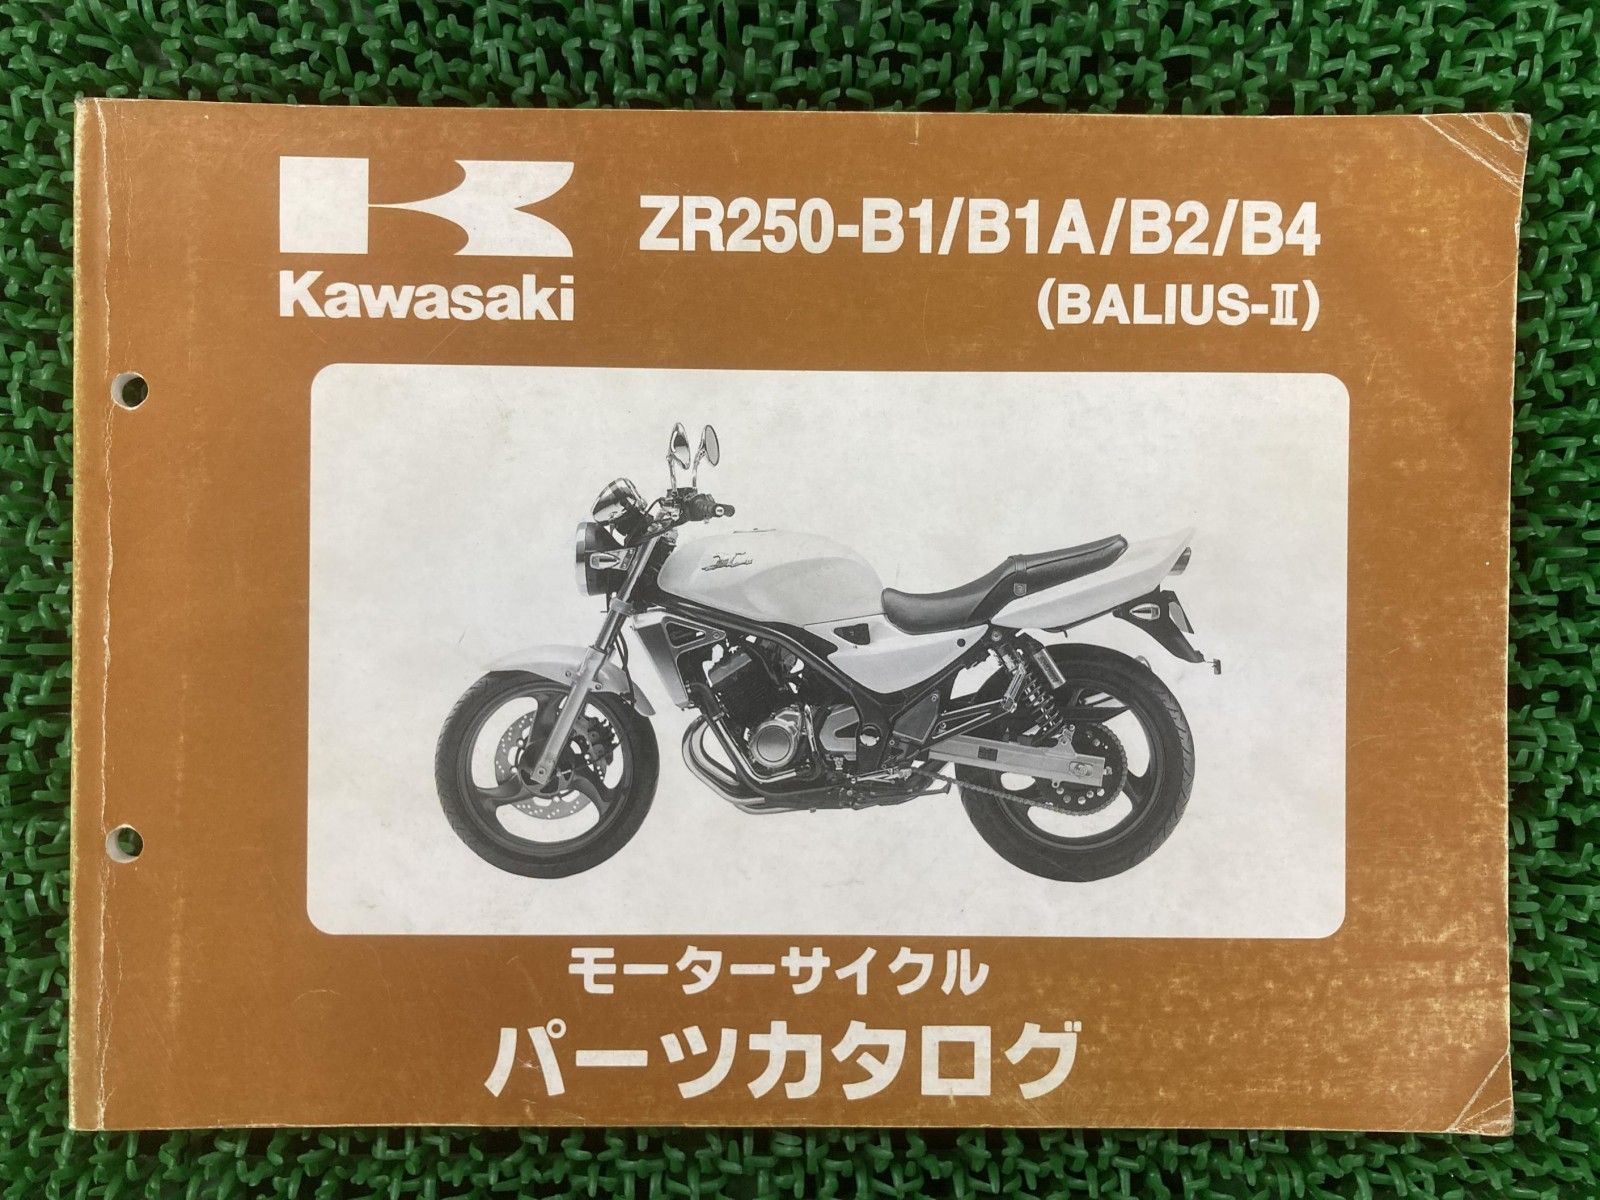 Kawasaki
ZR250-B1/B1A/B2/B4
(BALIUS-Ⅱ)
モーターサイクル
パーツカタログ